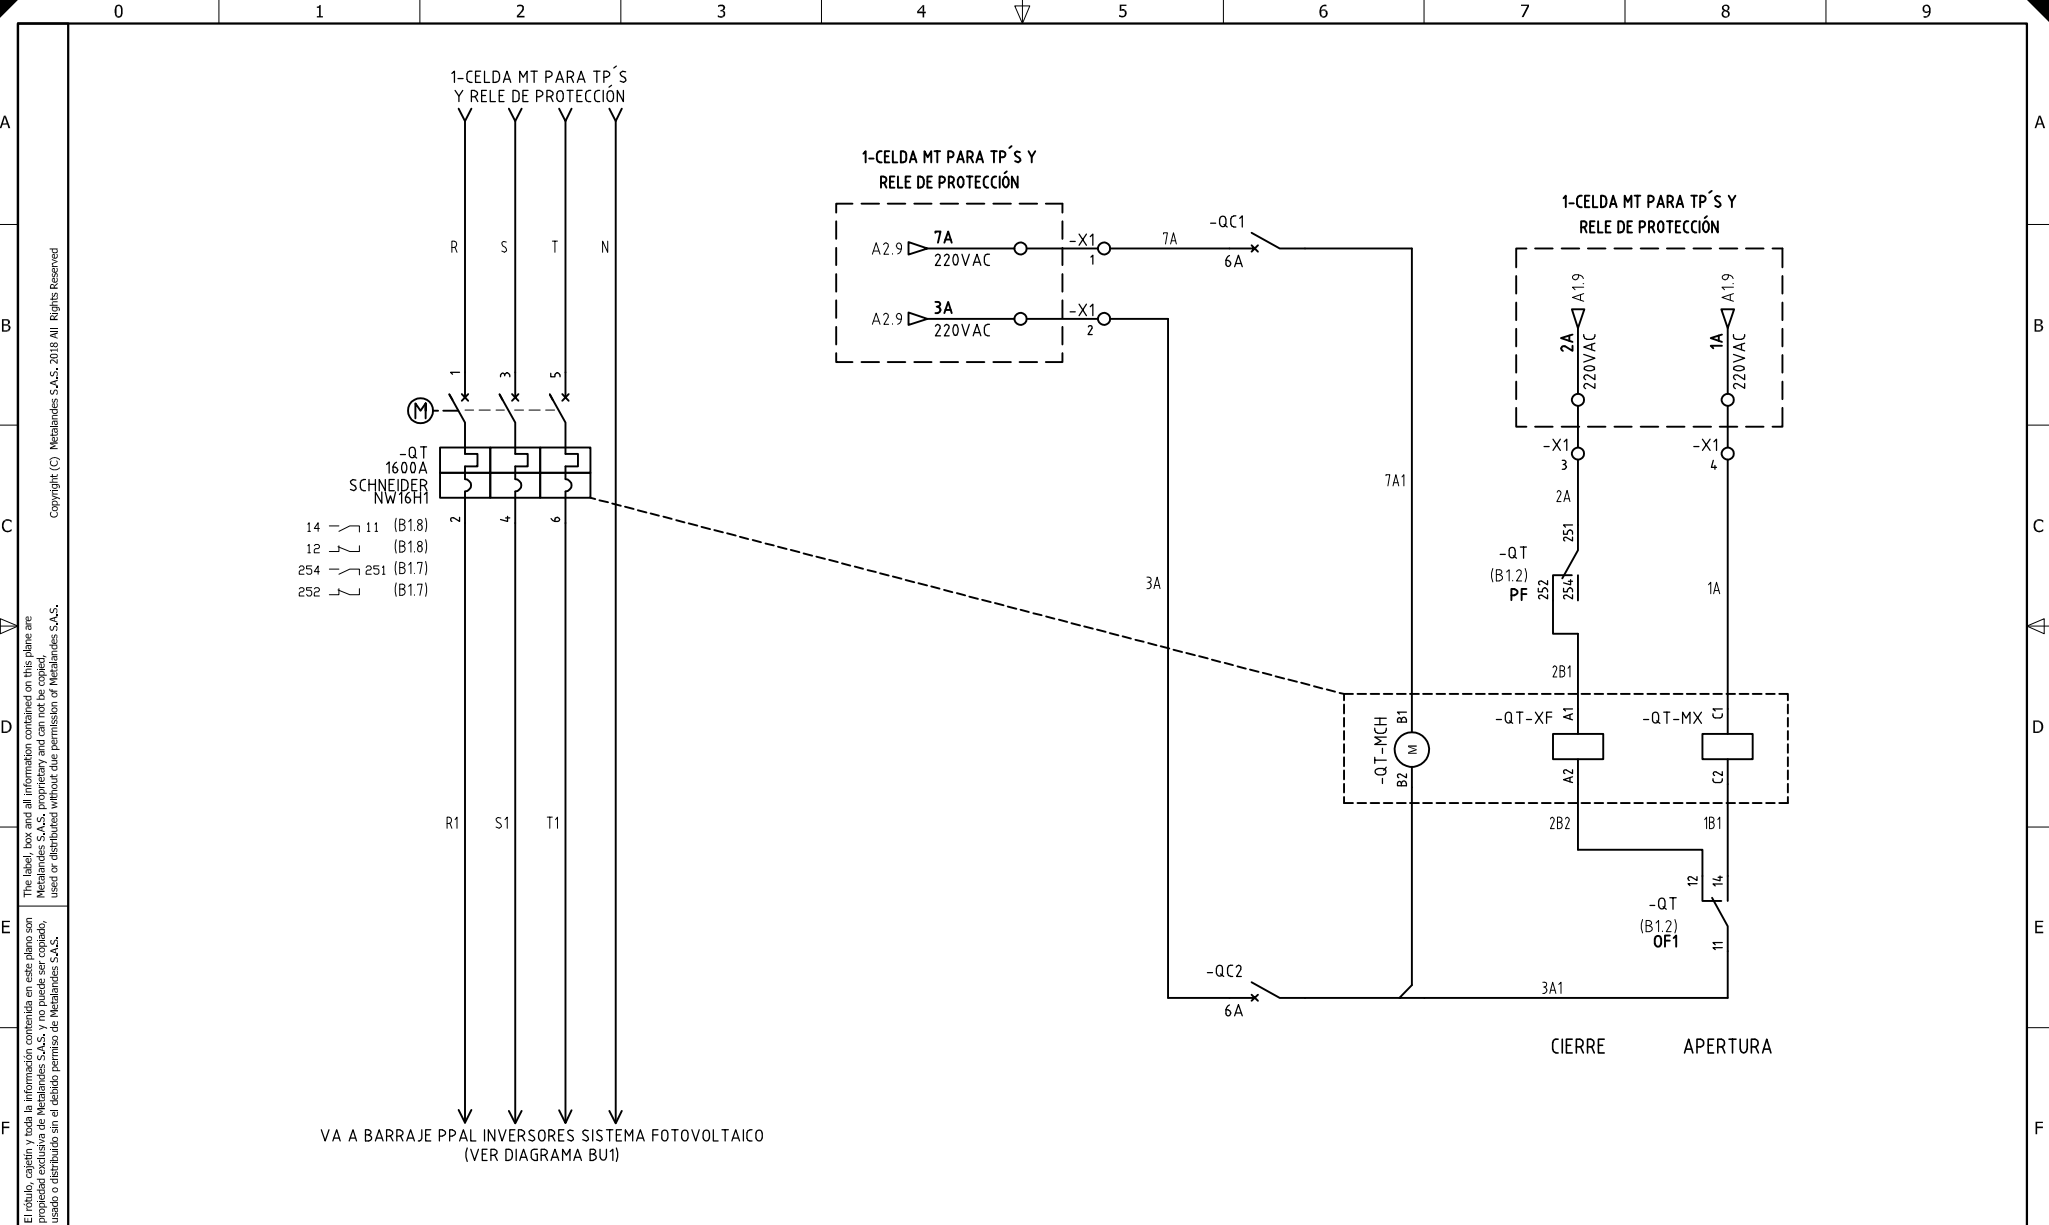 0 1 2 3 4 5 6 7 8 9
A
B
C
D
E
F
A
B
C
D
E
F
Copyright (C) Metalandes S.A.S. 2018 All Rights Reserved
The label, box and all information contained on this plane are
Metalandes S.A.S. proprietary and can not be copied,
used or distributed without due permission of Metalandes S.A.S.
El rótulo, cajetín y toda la información contenida en este plano son
propiedad exclusiva de Metalandes S.A.S. y no puede ser copiado,
usado o distribuido sin el debido permiso de Metalandes S.A.S.
1-CELDA MT PARA TP´S
Y RELE DE PROTECCIÓN
R S T N
1 3 5
M
-QT
1600A
SCHNEIDER
NW16H1
2 4 6
14 11 (B1.8)
12 (B1.8)
254 251 (B1.7)
252 (B1.7)
R1 S1 T1
VA A BARRAJE PPAL INVERSORES SISTEMA FOTOVOLTAICO
(VER DIAGRAMA BU1)
1-CELDA MT PARA TP´S Y
RELE DE PROTECCIÓN
A2.9 7A
220VAC
-X1
1
7A
-QC1
6A
A2.9 3A
220VAC
-X1
2
7A1
3A
1-CELDA MT PARA TP´S Y
RELE DE PROTECCIÓN
A1.9
2A
220VAC
A1.9
1A
220VAC
-X1
3
-X1
4
2A
251
-QT
(B1.2)
PF
252
254
1A
2B1
-QT-MCH
B1
M
B2
-QT-XF
A1
A2
-QT-MX
C1
C2
2B2
1B1
12
14
-QT
(B1.2)
OF1
11
-QC2
6A
3A1
CIERRE
APERTURA